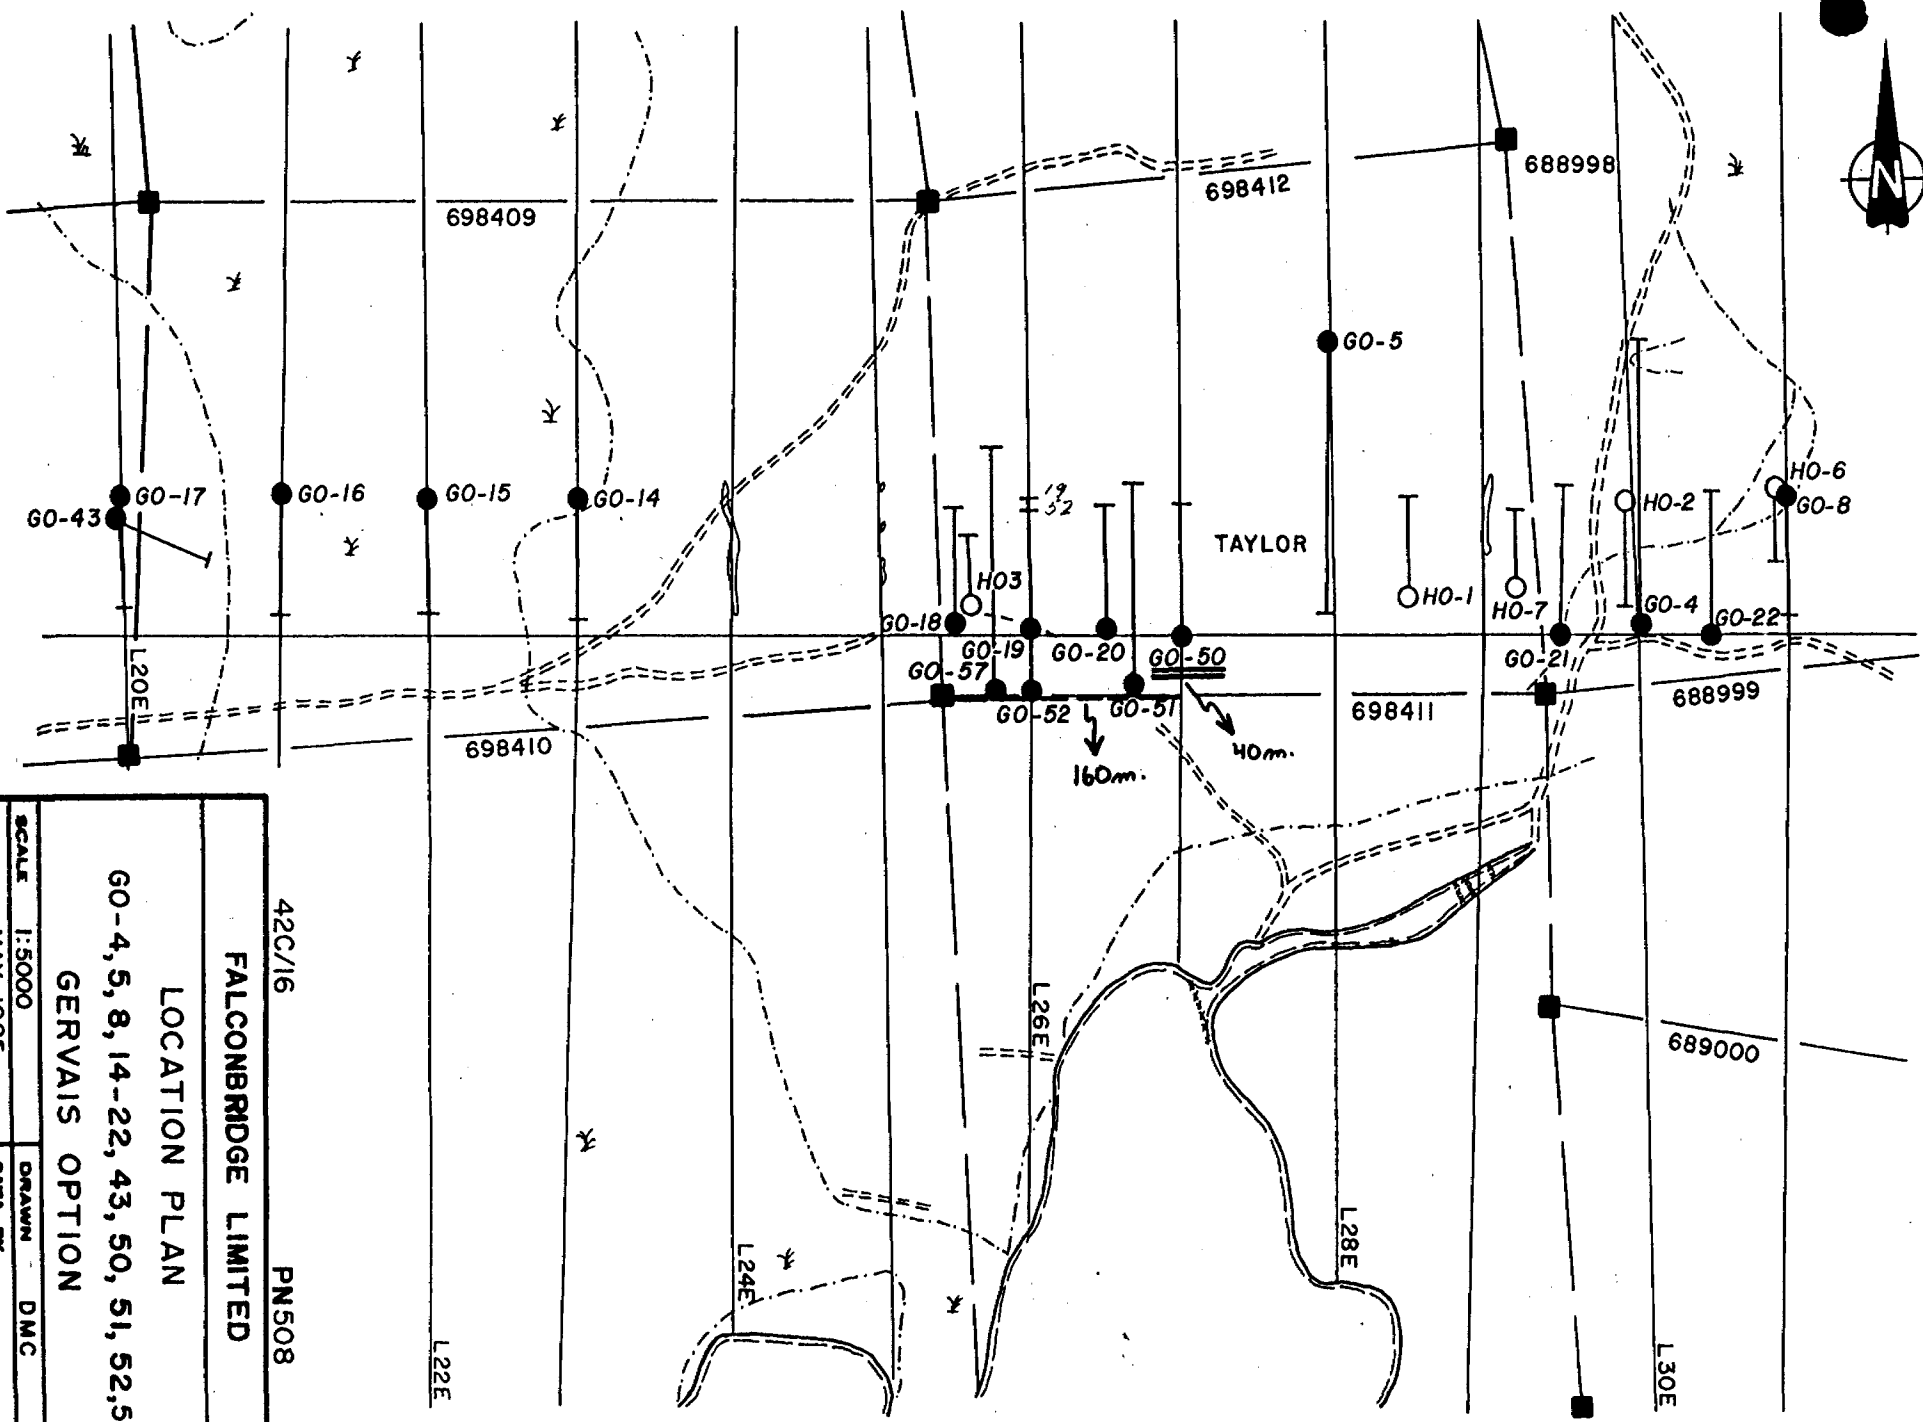 N
688998
698412
698409
GO-5
HO-6
GO-17
GO-16
GO-15
GO-14
HO-2
GO-8
GO-43
19
52
TAYLOR
HO3
HO-1
HO-7
GO-4
GO-22
GO-18
GO-19
GO-20
GO-50
GO-21
GO-57
L20E
GO-52
GO-51
698411
688999
698410
40m.
160m.
L26E
689000
L28E
L24E
L22E
L30E
42C/16 PN508
FALCONBRIDGE LIMITED
LOCATION PLAN
GO-4, 5, 8, 14-22, 43, 50, 51, 52, 5
GERVAIS OPTION
SCALE 1:5000 DRAWN DMC